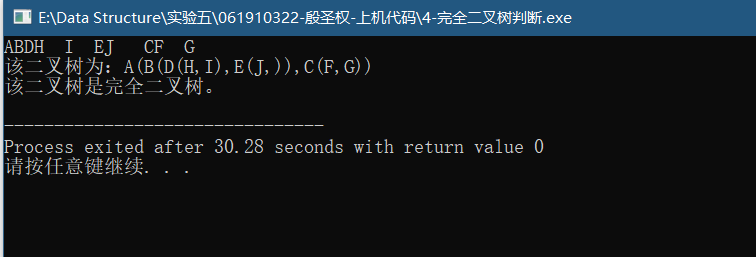 E:\Data Structure\实验五\061910322-殷圣权-上机代码\4-完全二叉树判断.exe
ABDH  I  EJ   CF  G
该二叉树为：A(B(D(H,I),E(J,)),C(F,G))
该二叉树是完全二叉树。
--------------------------------
Process exited after 30.28 seconds with return value 0
请按任意键继续. . .